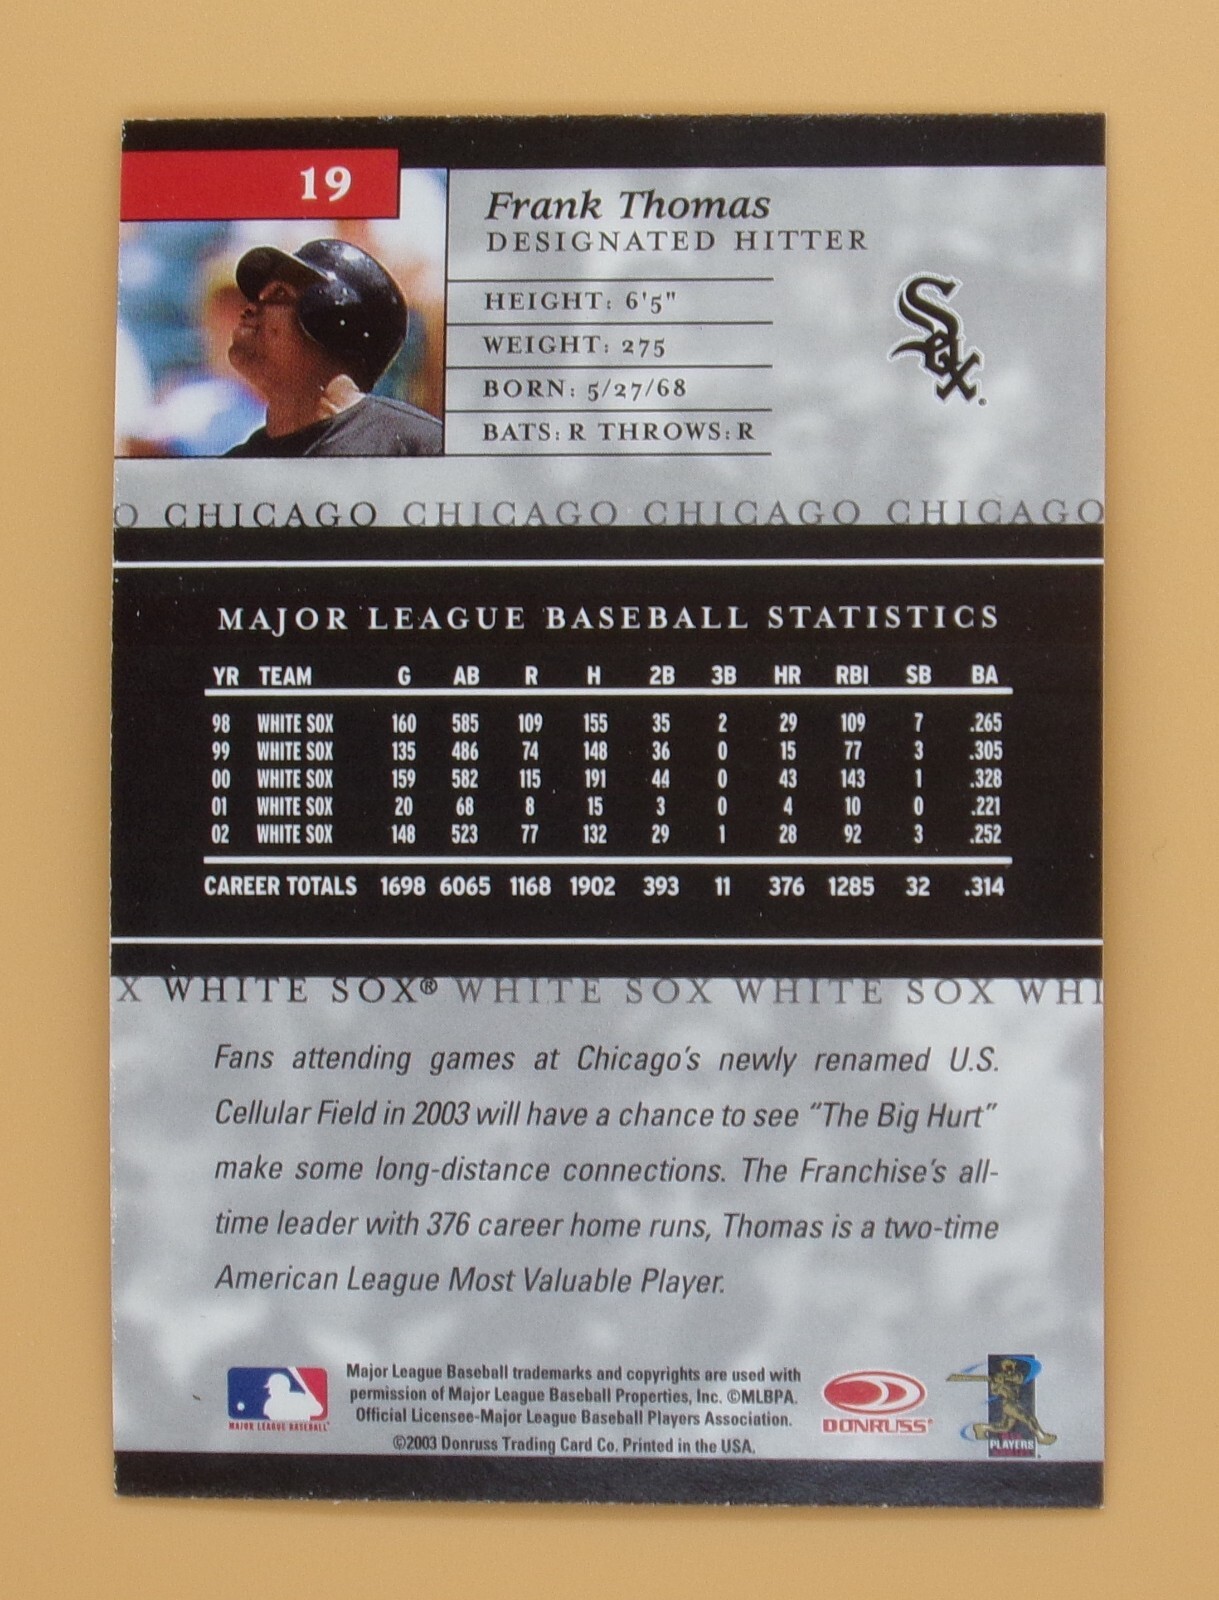 19
Frank Thomas
DESIGNATED HITTER
HEIGHT: 6'5"
WEIGHT: 275
BORN: 5/27/68
BATS: R THROWS: R
Sox®
O CHICAGO CHICAGO CHICAGO CHICAGO
MAJOR LEAGUE BASEBALL STATISTICS
YR TEAM G AB R H 2B 3B HR RBI SB BA
98 WHITE SOX 160 585 109 155 35 2 29 109 7 .265
99 WHITE SOX 135 486 74 148 36 0 15 77 3 .305
00 WHITE SOX 159 582 115 191 44 0 43 143 1 .328
01 WHITE SOX 20 68 8 15 3 0 4 10 0 .221
02 WHITE SOX 148 523 77 132 29 1 28 92 3 .252
CAREER TOTALS 1698 6065 1168 1902 393 11 376 1285 32 .314
X WHITE SOX® WHITE SOX WHITE SOX WHI
Fans attending games at Chicago's newly renamed U.S.
Cellular Field in 2003 will have a chance to see "The Big Hurt"
make some long-distance connections. The Franchise's all-
time leader with 376 career home runs, Thomas is a two-time
American League Most Valuable Player.
MAJOR LEAGUE BASEBALL
Major League Baseball trademarks and copyrights are used with
permission of Major League Baseball Properties, Inc. ©MLBPA.
Official Licensee-Major League Baseball Players Association.
©2003 Donruss Trading Card Co. Printed in the USA.
DONRUSS
PLAYERS